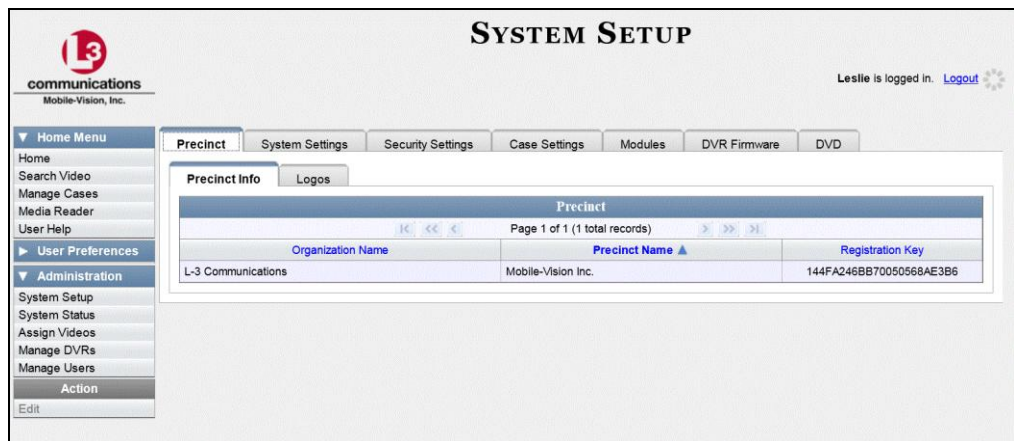 SYSTEM SETUP
L3
communications
Mobile-Vision, Inc.
Leslie is logged in. Logout
▼ Home Menu
Home
Search Video
Manage Cases
Media Reader
User Help
► User Preferences
▼ Administration
System Setup
System Status
Assign Videos
Manage DVRs
Manage Users
Action
Edit
Precinct System Settings Security Settings Case Settings Modules DVR Firmware DVD
Precinct Info Logos
Precinct
|< << < Page 1 of 1 (1 total records) > >> >|
Organization Name Precinct Name ▲ Registration Key
L-3 Communications Mobile-Vision Inc. 144FA246BB70050568AE3B6